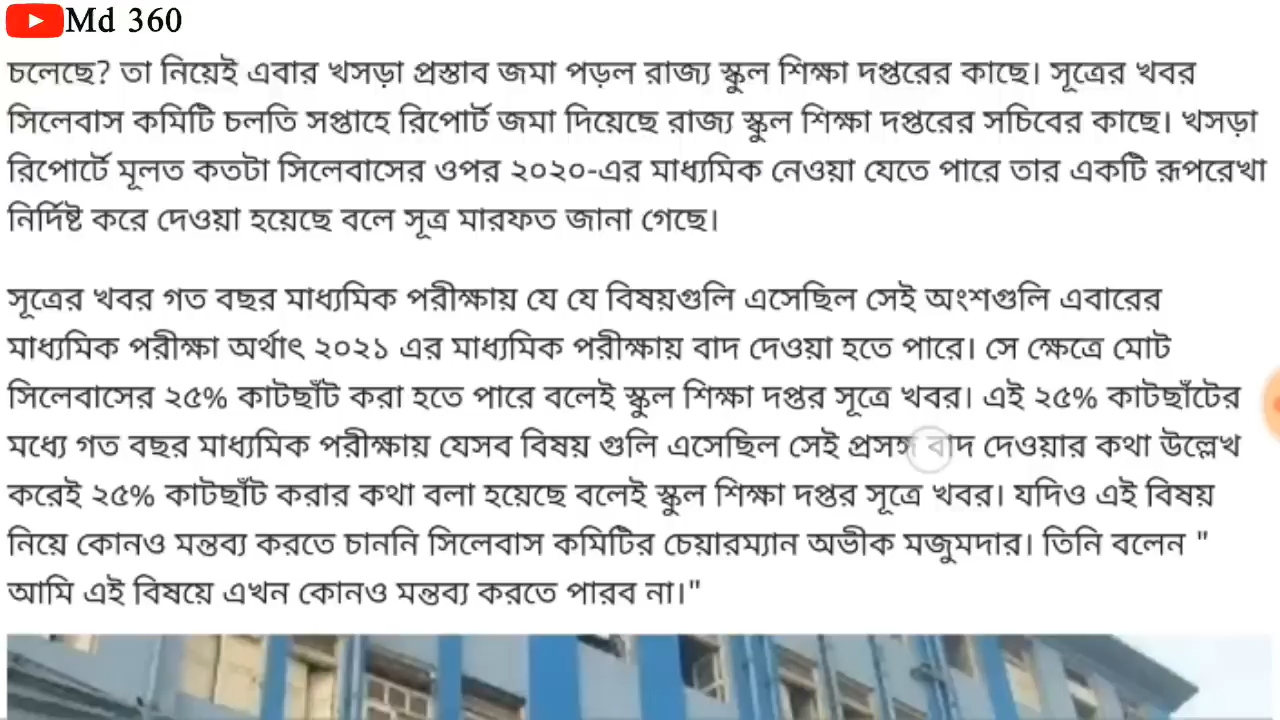 Md 360
চলেছে? তা নিয়েই এবার খসড়া প্রস্তাব জমা পড়ল রাজ্য স্কুল শিক্ষা দপ্তরের কাছে। সূত্রের খবর
সিলেবাস কমিটি চলতি সপ্তাহে রিপোর্ট জমা দিয়েছে রাজ্য স্কুল শিক্ষা দপ্তরের সচিবের কাছে। খসড়া
রিপোর্টে মূলত কতটা সিলেবাসের ওপর ২০২০-এর মাধ্যমিক নেওয়া যেতে পারে তার একটি রূপরেখা
নির্দিষ্ট করে দেওয়া হয়েছে বলে সূত্র মারফত জানা গেছে।
সূত্রের খবর গত বছর মাধ্যমিক পরীক্ষায় যে যে বিষয়গুলি এসেছিল সেই অংশগুলি এবারের
মাধ্যমিক পরীক্ষা অর্থাৎ ২০২১ এর মাধ্যমিক পরীক্ষায় বাদ দেওয়া হতে পারে। সে ক্ষেত্রে মোট
সিলেবাসের ২৫% কাটছাঁট করা হতে পারে বলেই স্কুল শিক্ষা দপ্তর সূত্রে খবর। এই ২৫% কাটছাঁটের
মধ্যে গত বছর মাধ্যমিক পরীক্ষায় যেসব বিষয় গুলি এসেছিল সেই প্রসঙ্গ বাদ দেওয়ার কথা উল্লেখ
করেই ২৫% কাটছাঁট করার কথা বলা হয়েছে বলেই স্কুল শিক্ষা দপ্তর সূত্রে খবর। যদিও এই বিষয়
নিয়ে কোনও মন্তব্য করতে চাননি সিলেবাস কমিটির চেয়ারম্যান অভীক মজুমদার। তিনি বলেন "
আমি এই বিষয়ে এখন কোনও মন্তব্য করতে পারব না।"